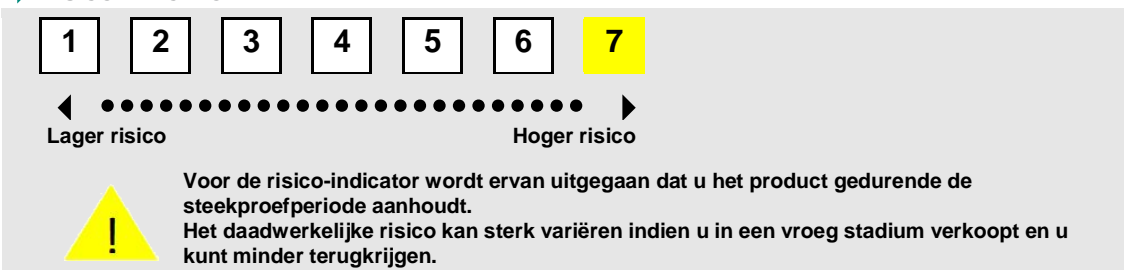 1 2 3 4 5 6 7
Lager risico Hoger risico
Voor de risico-indicator wordt ervan uitgegaan dat u het product gedurende de
steekproefperiode aanhoudt.
!
Het daadwerkelijke risico kan sterk variëren indien u in een vroeg stadium verkoopt en u
kunt minder terugkrijgen.